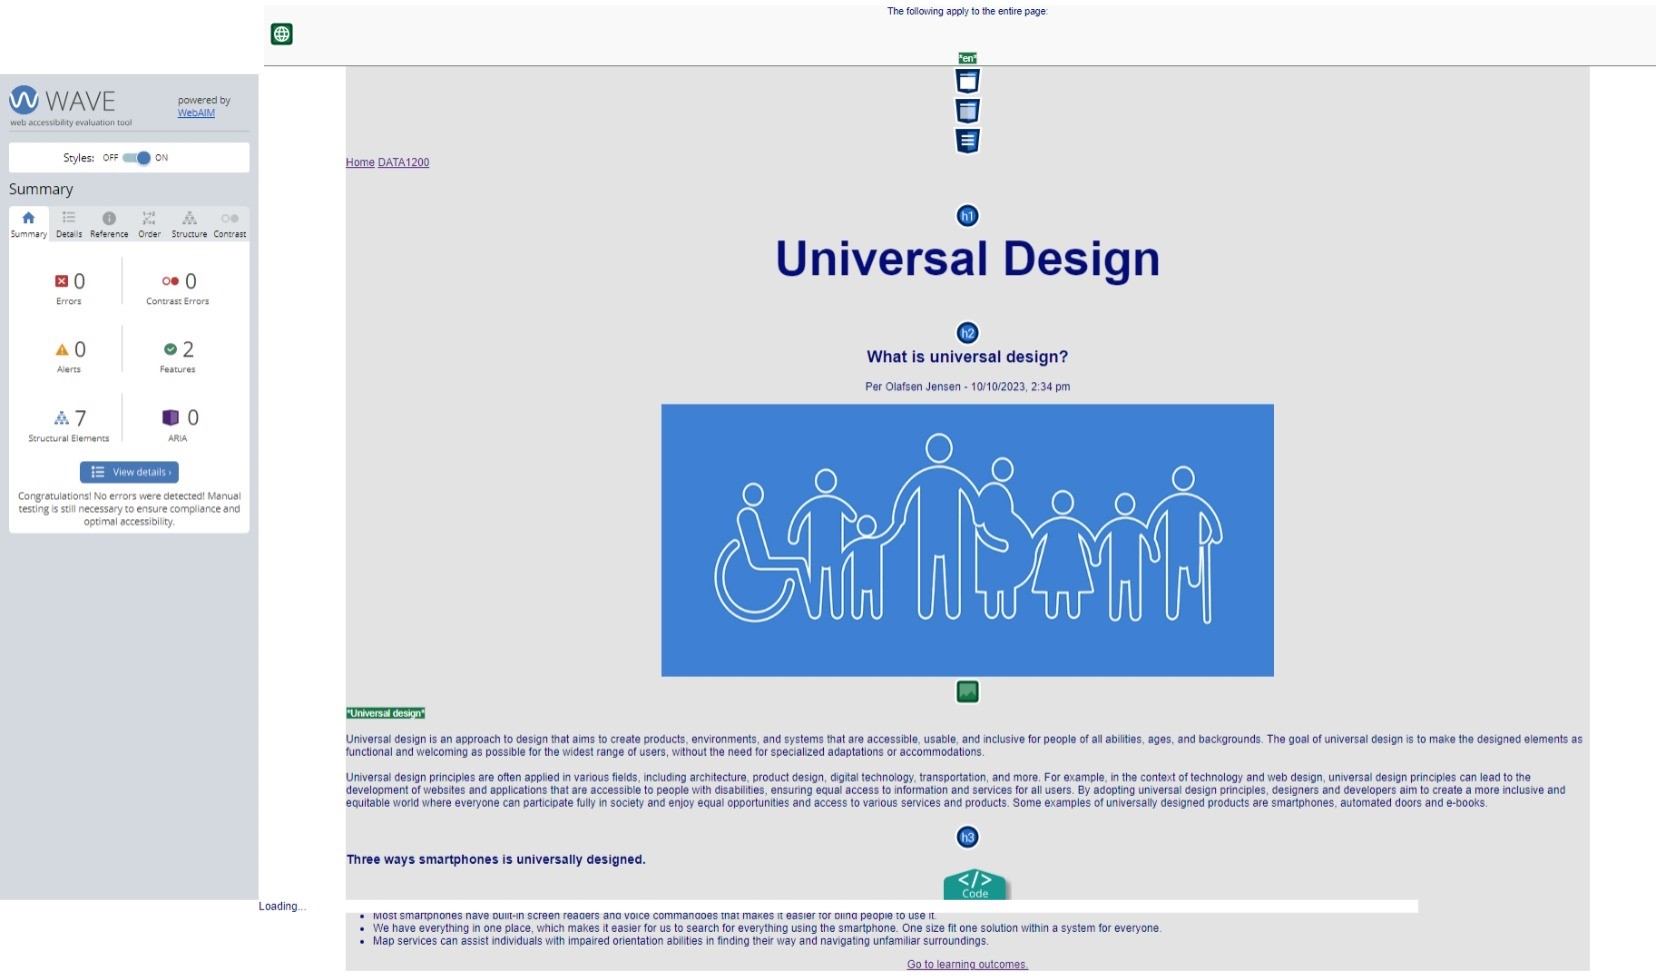 The following apply to the entire page:
*en*
WAVE
web accessibility evaluation tool
powered by
WebAIM
Styles: OFF ON
Summary
Summary Details Reference Order Structure Contrast
0
Errors
0
Contrast Errors
0
Alerts
2
Features
7
Structural Elements
0
ARIA
View details ›
Congratulations! No errors were detected! Manual
testing is still necessary to ensure compliance and
optimal accessibility.
Home DATA1200
h1
Universal Design
h2
What is universal design?
Per Olafsen Jensen - 10/10/2023, 2:34 pm
*Universal design*
Universal design is an approach to design that aims to create products, environments, and systems that are accessible, usable, and inclusive for people of all abilities, ages, and backgrounds. The goal of universal design is to make the designed elements as
functional and welcoming as possible for the widest range of users, without the need for specialized adaptations or accommodations.
Universal design principles are often applied in various fields, including architecture, product design, digital technology, transportation, and more. For example, in the context of technology and web design, universal design principles can lead to the
development of websites and applications that are accessible to people with disabilities, ensuring equal access to information and services for all users. By adopting universal design principles, designers and developers aim to create a more inclusive and
equitable world where everyone can participate fully in society and enjoy equal opportunities and access to various services and products. Some examples of universally designed products are smartphones, automated doors and e-books.
h3
Three ways smartphones is universally designed.
</>
Code
Loading...
• Most smartphones have built-in screen readers and voice commandoes that makes it easier for blind people to use it.
• We have everything in one place, which makes it easier for us to search for everything using the smartphone. One size fit one solution within a system for everyone.
• Map services can assist individuals with impaired orientation abilities in finding their way and navigating unfamiliar surroundings.
Go to learning outcomes.